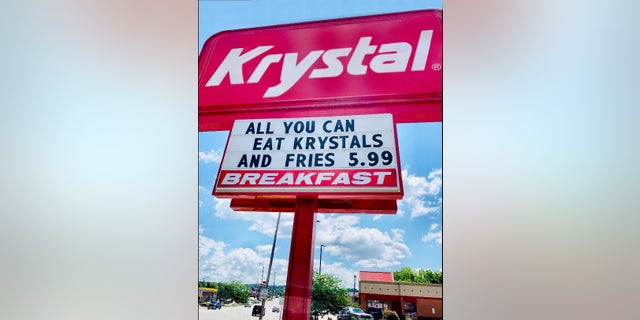 Krystal®
ALL YOU CAN
EAT KRYSTALS
AND FRIES 5.99
BREAKFAST